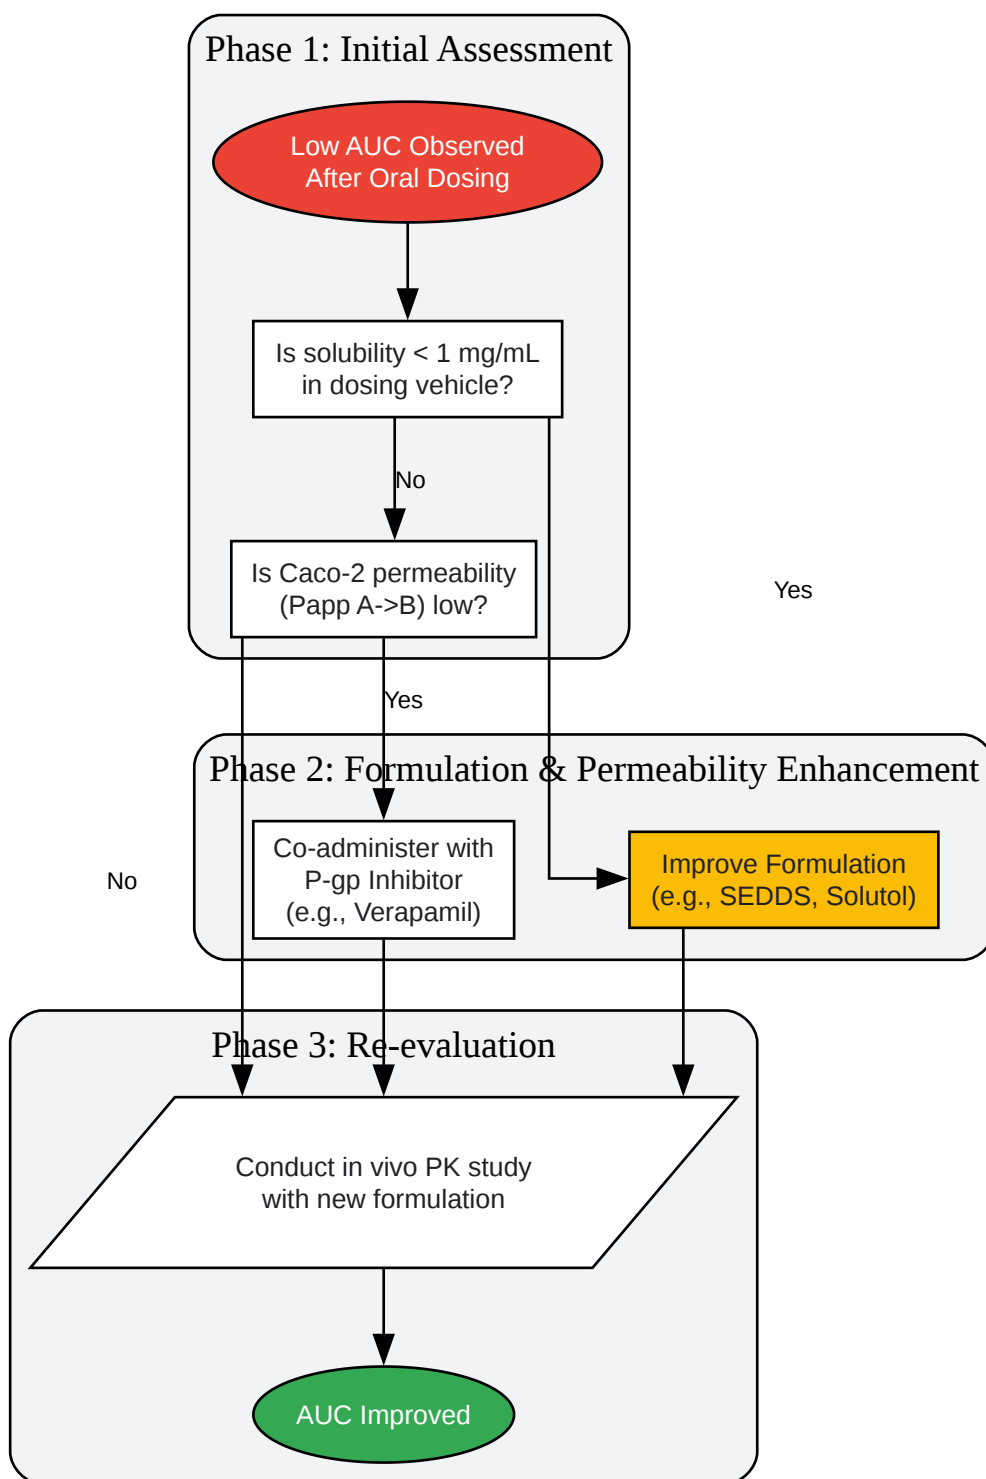 Phase 1: Initial Assessment
Low AUC Observed
After Oral Dosing
Is solubility < 1 mg/mL
in dosing vehicle?
No
Is Caco-2 permeability
(Papp A->B) low?
Yes
Yes
Phase 2: Formulation & Permeability Enhancement
Co-administer with
P-gp Inhibitor
(e.g., Verapamil)
Improve Formulation
(e.g., SEDDS, Solutol)
No
Phase 3: Re-evaluation
Conduct in vivo PK study
with new formulation
AUC Improved